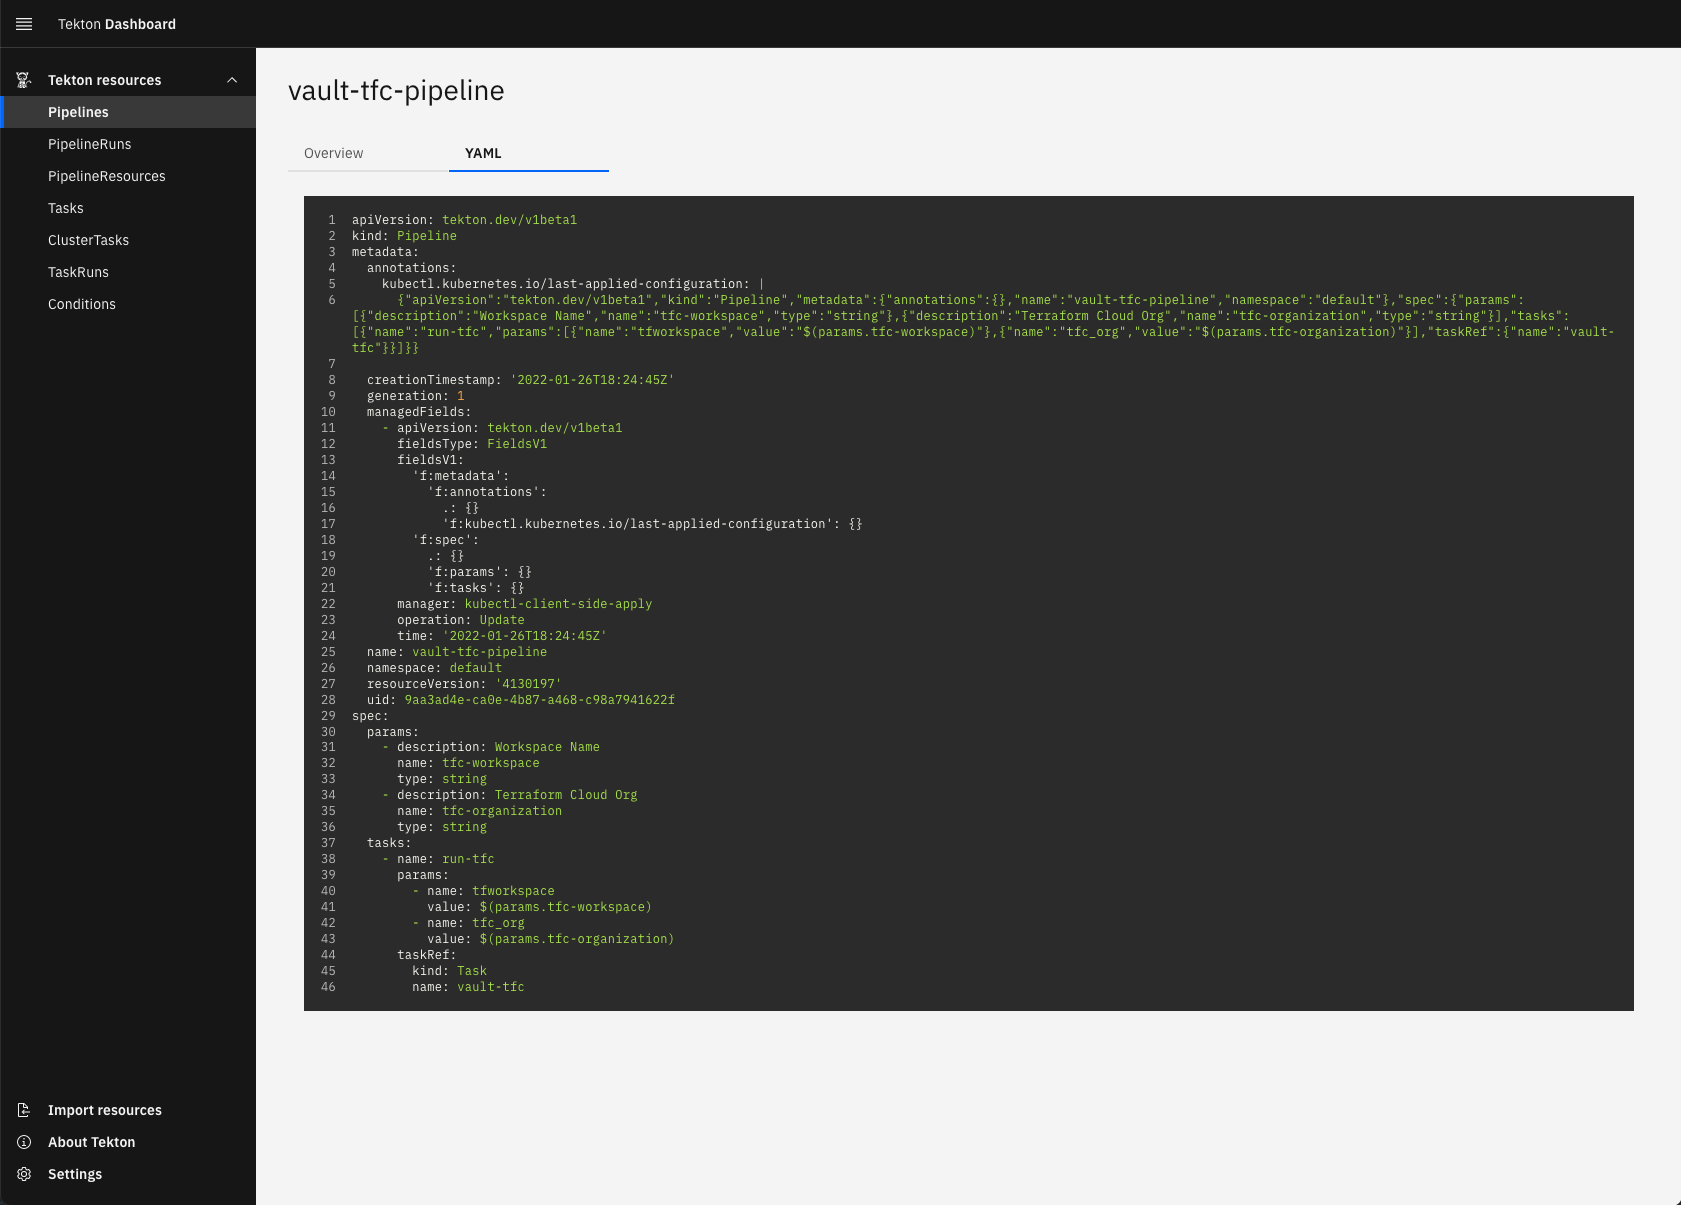 Tekton Dashboard
Tekton resources
Pipelines
PipelineRuns
PipelineResources
Tasks
ClusterTasks
TaskRuns
Conditions
Import resources
About Tekton
Settings
vault-tfc-pipeline
Overview
YAML
1 apiVersion: tekton.dev/v1beta1
2 kind: Pipeline
3 metadata:
4   annotations:
5     kubectl.kubernetes.io/last-applied-configuration: |
6       {"apiVersion":"tekton.dev/v1beta1","kind":"Pipeline","metadata":{"annotations":{},"name":"vault-tfc-pipeline","namespace":"default"},"spec":{"params":
[{"description":"Workspace Name","name":"tfc-workspace","type":"string"},{"description":"Terraform Cloud Org","name":"tfc-organization","type":"string"}],"tasks":
[{"name":"run-tfc","params":[{"name":"tfworkspace","value":"$(params.tfc-workspace)"},{"name":"tfc_org","value":"$(params.tfc-organization)"}],"taskRef":{"name":"vault-
tfc"}}]}}
7
8   creationTimestamp: '2022-01-26T18:24:45Z'
9   generation: 1
10   managedFields:
11     - apiVersion: tekton.dev/v1beta1
12       fieldsType: FieldsV1
13       fieldsV1:
14         'f:metadata':
15           'f:annotations':
16             .: {}
17             'f:kubectl.kubernetes.io/last-applied-configuration': {}
18         'f:spec':
19           .: {}
20           'f:params': {}
21           'f:tasks': {}
22       manager: kubectl-client-side-apply
23       operation: Update
24       time: '2022-01-26T18:24:45Z'
25   name: vault-tfc-pipeline
26   namespace: default
27   resourceVersion: '4130197'
28   uid: 9aa3ad4e-ca0e-4b87-a468-c98a7941622f
29 spec:
30   params:
31     - description: Workspace Name
32       name: tfc-workspace
33       type: string
34     - description: Terraform Cloud Org
35       name: tfc-organization
36       type: string
37   tasks:
38     - name: run-tfc
39       params:
40         - name: tfworkspace
41           value: $(params.tfc-workspace)
42         - name: tfc_org
43           value: $(params.tfc-organization)
44       taskRef:
45         kind: Task
46         name: vault-tfc